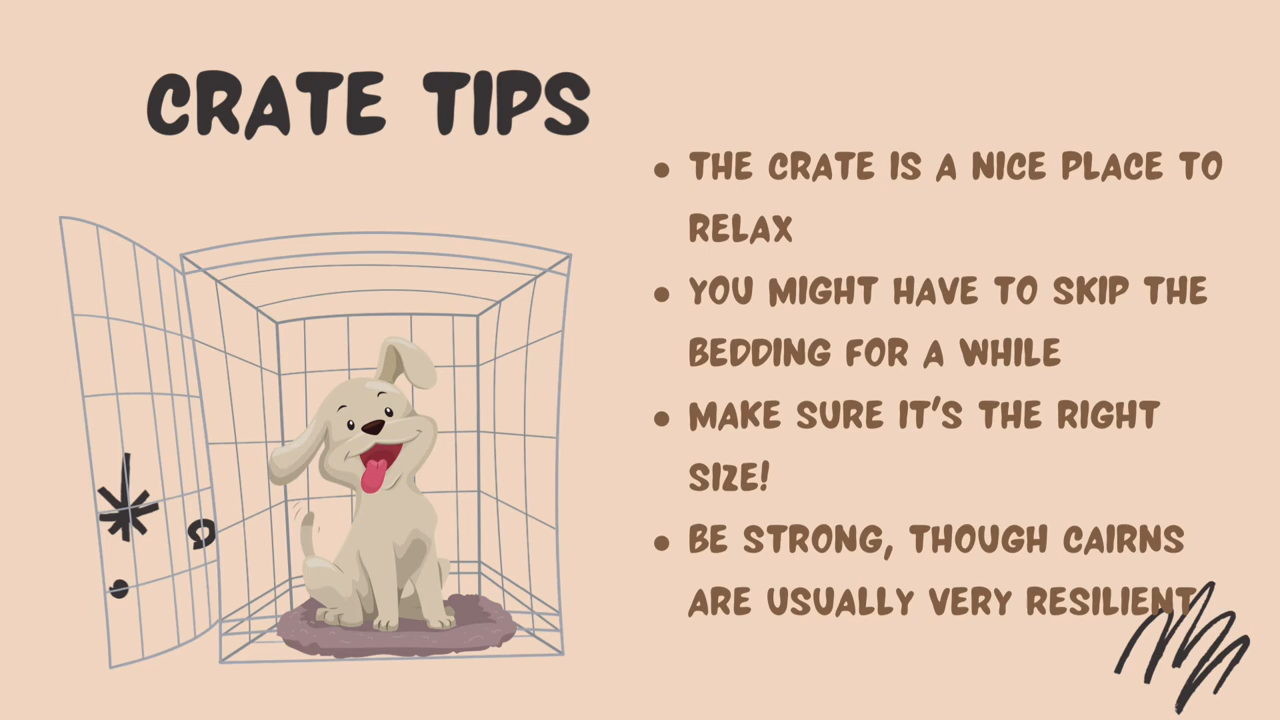 CRATE TIPS
• THE CRATE IS A NICE PLACE TO
RELAX
• YOU MIGHT HAVE TO SKIP THE
BEDDING FOR A WHILE
• MAKE SURE IT'S THE RIGHT
SIZE!
• BE STRONG, THOUGH CAIRNS
ARE USUALLY VERY RESILIENT